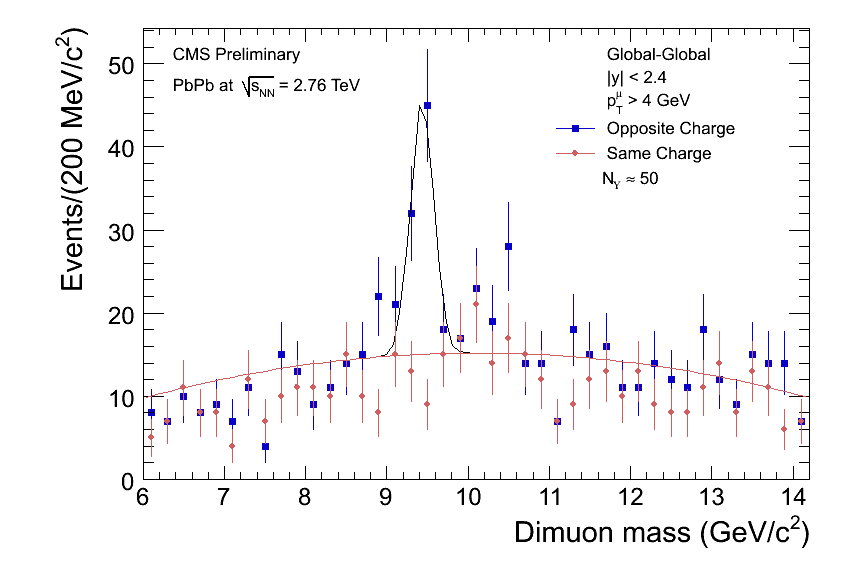 CMS Preliminary
PbPb at √s_NN = 2.76 TeV
Global-Global
|y| < 2.4
p_T^μ > 4 GeV
Opposite Charge
Same Charge
N_Υ ≈ 50
Events/(200 MeV/c²)
50
40
30
20
10
0
6 7 8 9 10 11 12 13 14
Dimuon mass (GeV/c²)